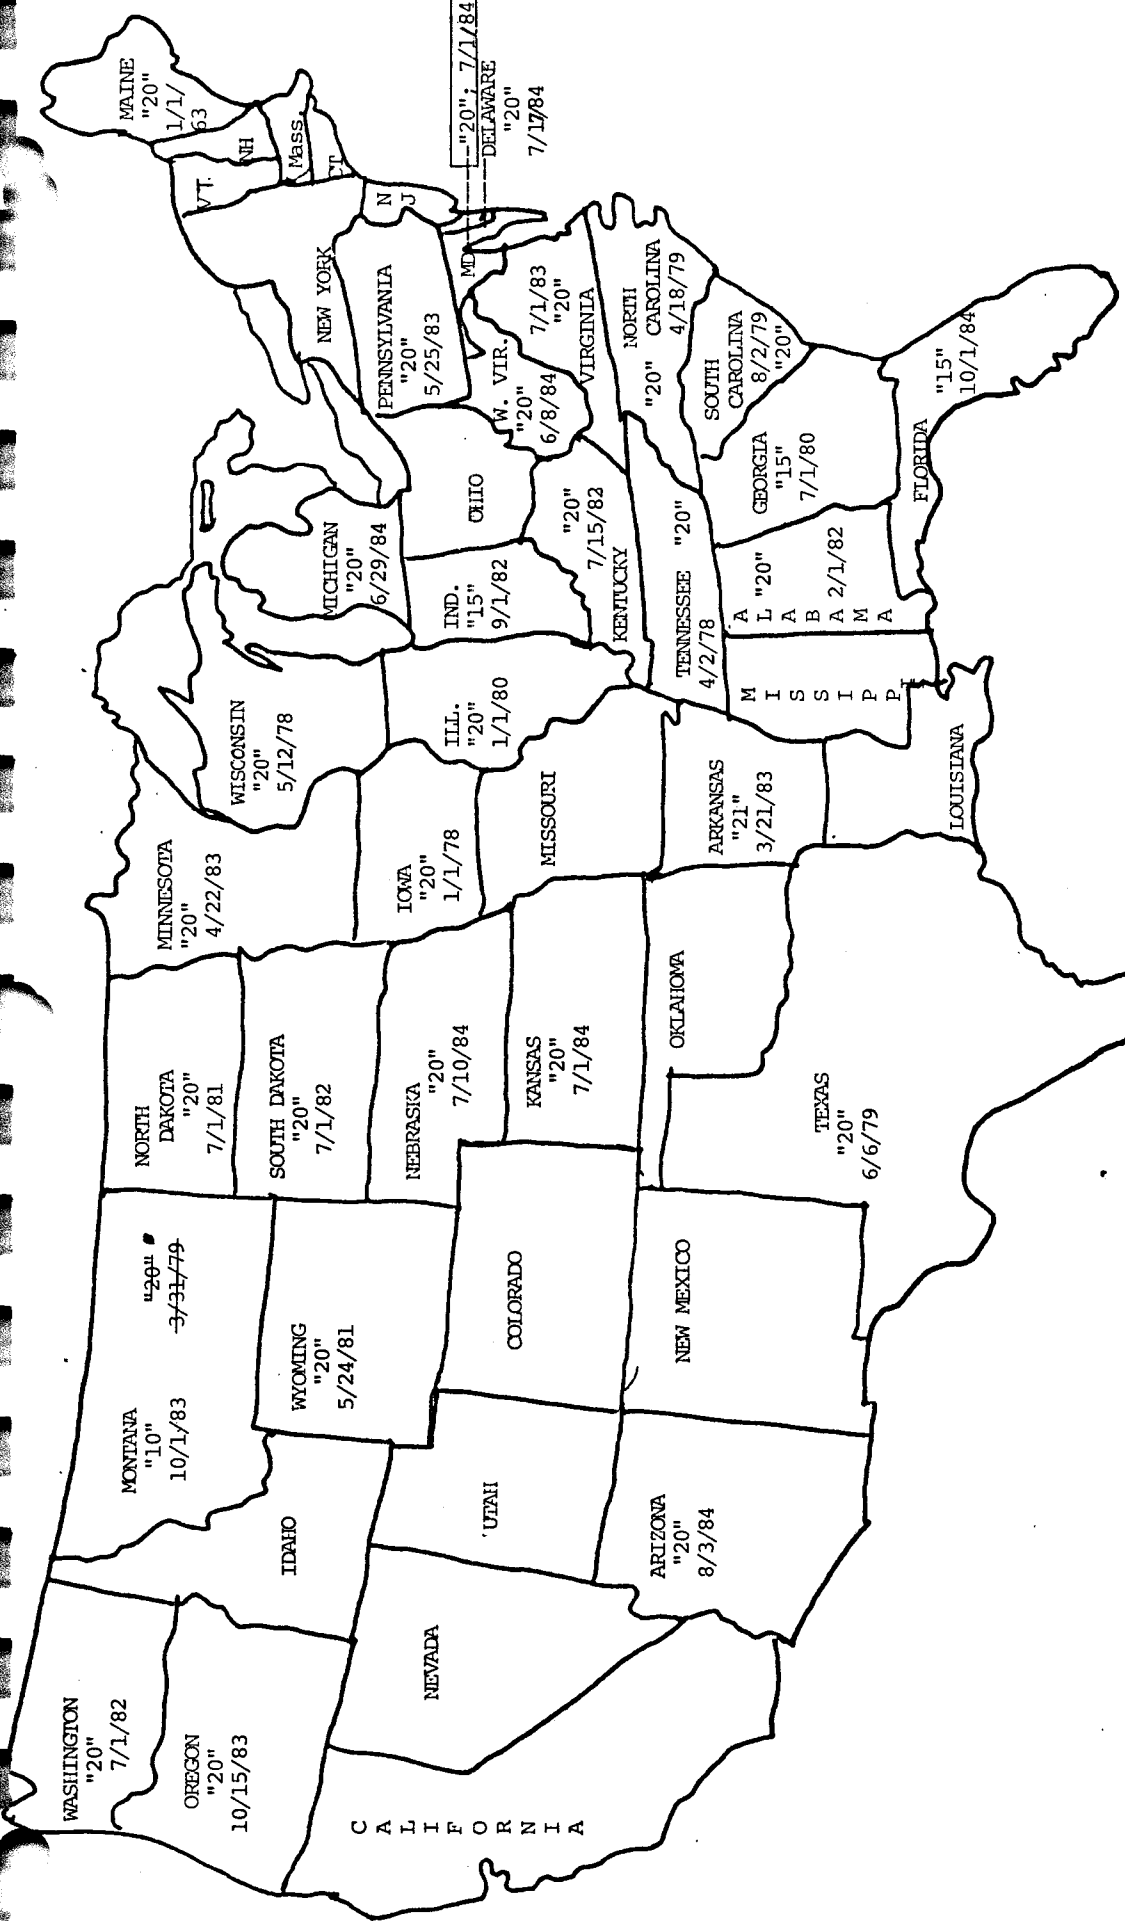 WASHINGTON
"20"
7/1/82
OREGON
"20"
10/15/83
CALIFORNIA
NEVADA
IDAHO
MONTANA
"10"
10/1/83
"20"
3/31/79
WYOMING
"20"
5/24/81
UTAH
ARIZONA
"20"
8/3/84
COLORADO
NEW MEXICO
NORTH
DAKOTA
"20"
7/1/81
SOUTH DAKOTA
"20"
7/1/82
NEBRASKA
"20"
7/10/84
KANSAS
"20"
7/1/84
OKLAHOMA
TEXAS
"20"
6/6/79
MINNESOTA
"20"
4/22/83
IOWA
"20"
1/1/78
MISSOURI
ARKANSAS
"21"
3/21/83
LOUISIANA
WISCONSIN
"20"
5/12/78
ILL.
"20"
1/1/80
MICHIGAN
"20"
6/29/84
IND.
"15"
9/1/82
OHIO
KENTUCKY
"20"
7/15/82
TENNESSEE "20"
4/2/78
MISSIPPI
ALABAMA
"20"
2/1/82
GEORGIA
"15"
7/1/80
FLORIDA
"15"
10/1/84
SOUTH
CAROLINA
8/2/79
"20"
NORTH
CAROLINA
"20"
4/18/79
VIRGINIA
7/1/83
"20"
W. VIR.
"20"
6/8/84
PENNSYLVANIA
"20"
5/25/83
NEW YORK
VT.
NH
MAINE
"20"
1/1/
63
Mass.
CT
N
J
MD
"20"; 7/1/84
DELAWARE
"20"
7/17/84